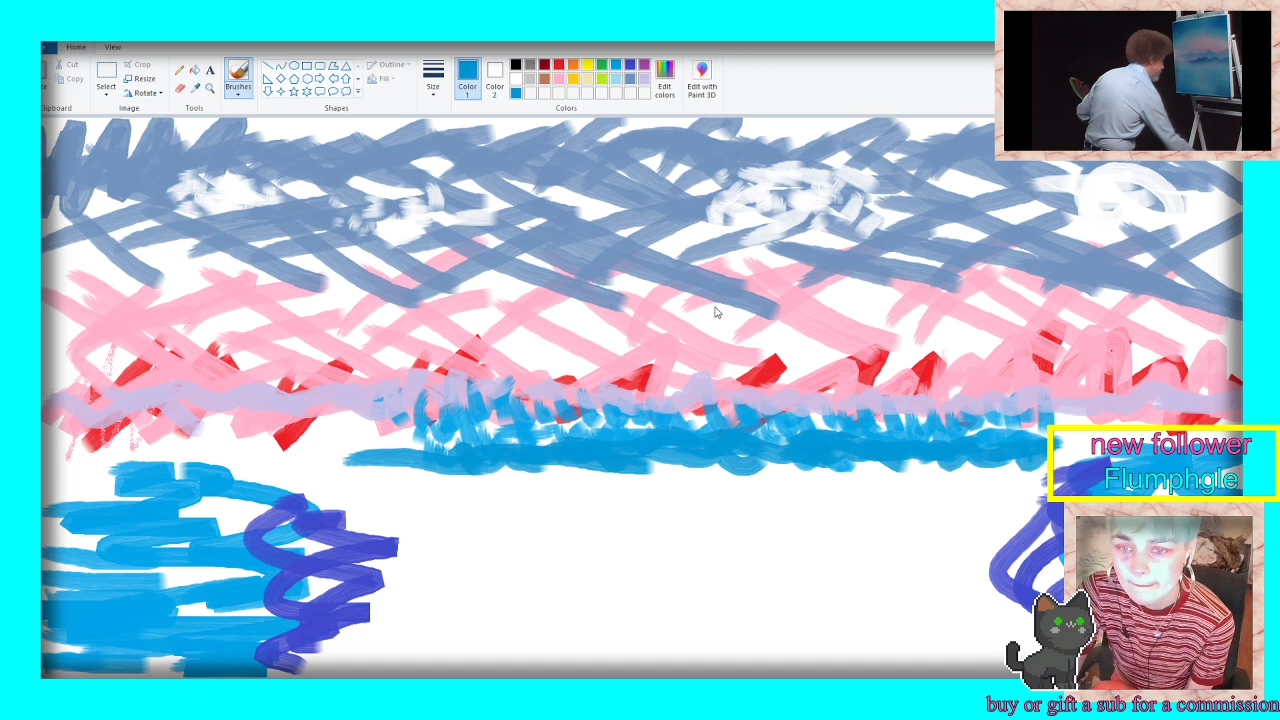 Home View
Cut
Copy
Clipboard
Select
Crop
Resize
Rotate
Image
A
Tools
Brushes
Outline
Fill
Shapes
Size
Color
1
Color
2
Edit
colors
Edit with
Paint 3D
Colors
new follower
Flumphgle
buy or gift a sub for a commission